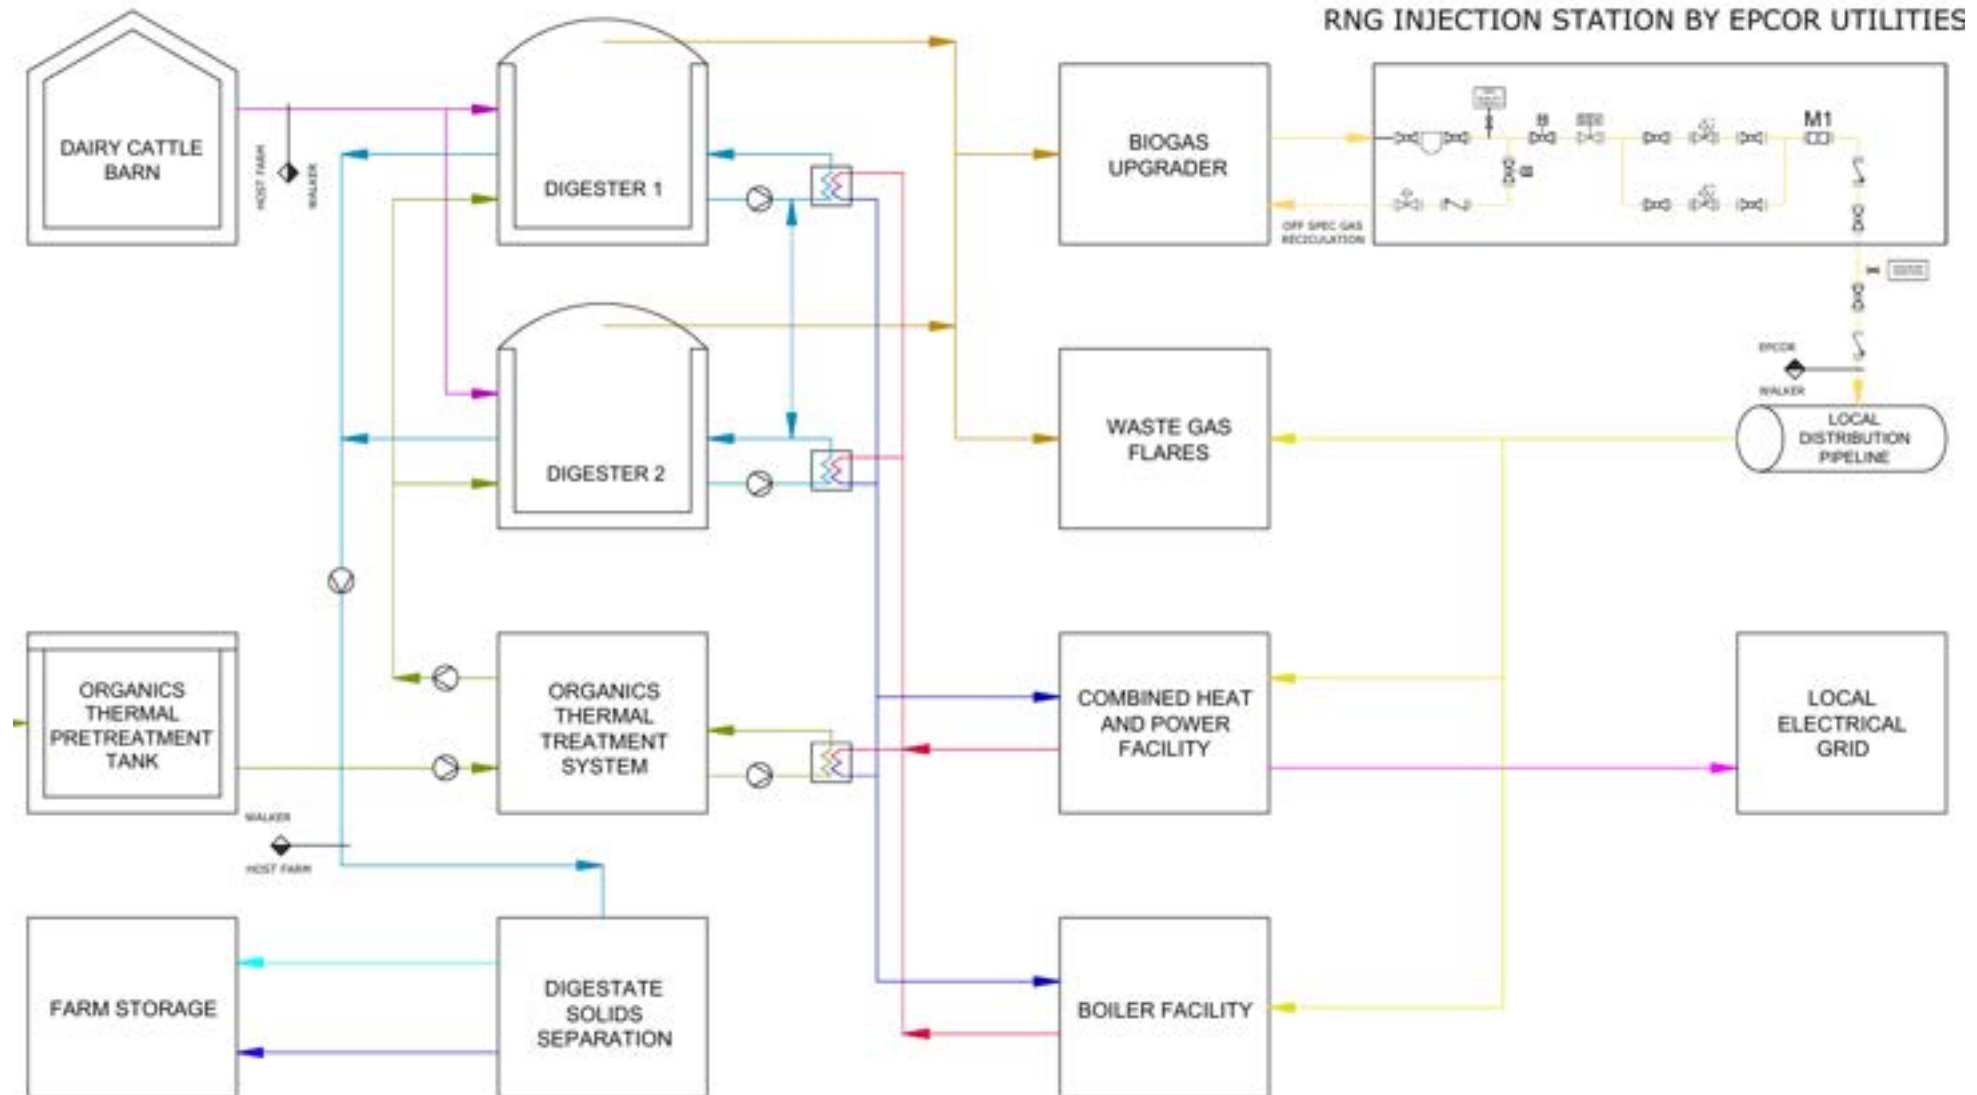 RNG INJECTION STATION BY EPCOR UTILITIES
DAIRY CATTLE
BARN
HOST FARM
WALKER
DIGESTER 1
BIOGAS
UPGRADER
OFF SPEC GAS
RECICULATION
B
B
M1
DIGESTER 2
WASTE GAS
FLARES
EPCOR
WALKER
LOCAL
DISTRIBUTION
PIPELINE
ORGANICS
THERMAL
PRETREATMENT
TANK
ORGANICS
THERMAL
TREATMENT
SYSTEM
COMBINED HEAT
AND POWER
FACILITY
LOCAL
ELECTRICAL
GRID
WALKER
HOST FARM
FARM STORAGE
DIGESTATE
SOLIDS
SEPARATION
BOILER FACILITY